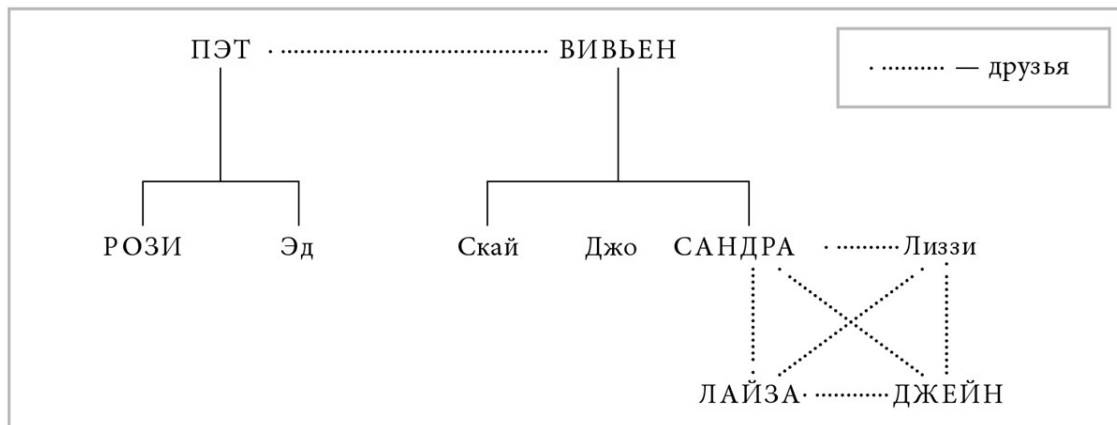 ПЭТ ВИВЬЕН
— друзья
РОЗИ Эд Скай Джо САНДРА Лиззи
ЛАЙЗА ДЖЕЙН